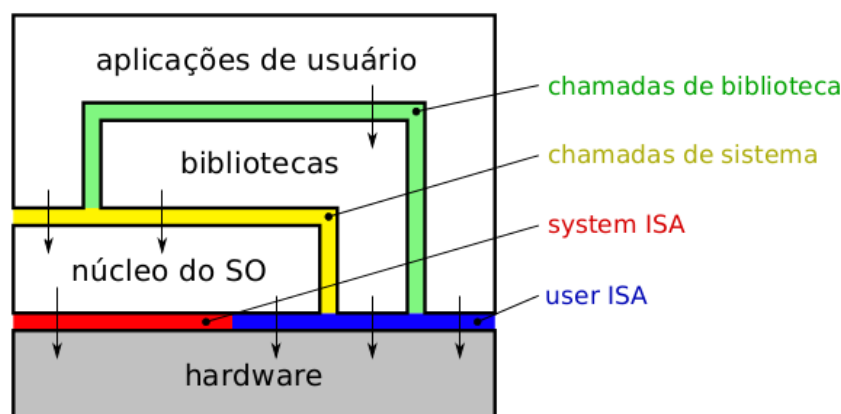 aplicações de usuário
chamadas de biblioteca
bibliotecas
chamadas de sistema
system ISA
núcleo do SO
user ISA
hardware